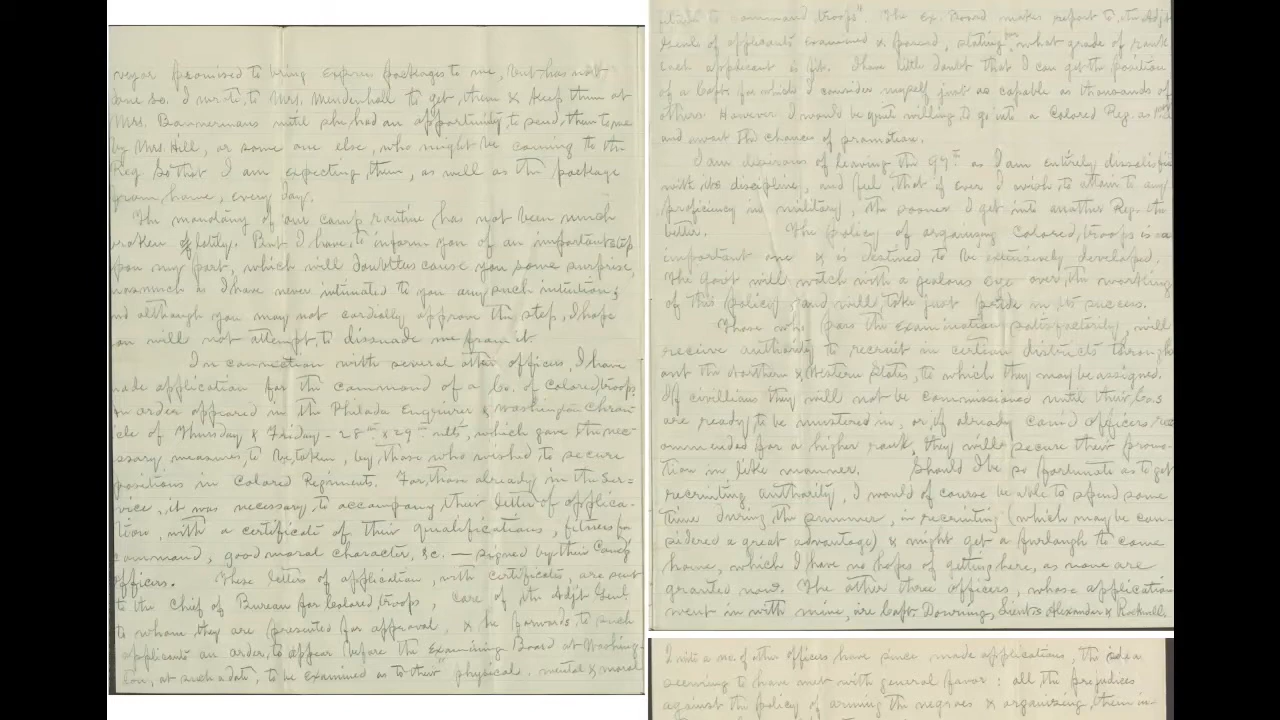 promised to bring express packages to me, but has not
done so. I wrote to Mrs. Mendenhall to get them & keep them at
Mrs. Bannermans until she had an opportunity to send them to me
by Mrs. Hill, or some one else, who might be coming to the
Reg. So that I am expecting them, as well as the package
from home, every day.
The monotony of our camp routine has not been much
broken lately. But I have to inform you of an important step
upon my part, which will doubtless cause you some surprise,
inasmuch as I have never intimated to you any such intention;
and although you may not cordially approve the step, I hope
you will not attempt to dissuade me from it.
In connection with several other officers, I have
made application for the command of a Co. of Colored troops.
An order appeared in the Philada Enquirer & Washington Chron-
icle of Thursday & Friday - 28th & 29th ults, which gave the nec-
essary measures, to be taken, by those who wished to secure
positions in Colored Regiments. For those already in the Ser-
vice, it was necessary to accompany their letter of applica-
tion, with a certificate of their qualifications, fitness for
command, good moral character, &c. — signed by their Comd'g
officers. These letters of application, with certificates, are sent
to the Chief of Bureau for Colored troops, care of the Adjt Genl.
to whom they are presented for approval, & he forwards to such
applicants an order, to appear before the Examining Board at Washing-
ton, at such a date, to be examined as to their "physical, mental & moral
to command troops". The Ex. Board makes report to the Adjt
Genls of applicants examined & passed, stating what grade of rank
each applicant is fit. I have little doubt that I can get the position
of a Capt. for which I consider myself just as capable as thousands of
others. However I would be quite willing to go into a Colored Reg. as
and await the chances of promotion.
I am desirous of leaving the 99th as I am entirely dissatisfied
with its discipline, and feel that if ever I wish to attain to any
proficiency in military, the sooner I get into another Reg. the
better. The policy of organizing colored troops is an
important one & is destined to be extensively developed.
The Gov't will watch with a jealous eye over the workings
of this policy and will take just pride in its success.
Those who pass the examination satisfactorily, will
receive authority to recruit in certain districts through-
out the Northern & Western States, to which they may be assigned.
If civillians they will not be commissioned until their Co.s
are ready to be mustered in, or, if already com'd officers rec-
ommended for a higher rank, they will secure their promo-
tion in like manner. Should I be so fortunate as to get
recruiting authority, I would of course be able to spend some
time during the summer, in recruiting (which may be con-
sidered a great advantage) & might get a furlough to come
home, which I have no hopes of getting here, as none are
granted now. The other three officers, whose application
went in with mine, are Capt. Downing, Lieuts Alexander & Rockwell.
Quite a no. of other officers have since made applications, the idea
seeming to have met with general favor: all the prejudices
against the policy of arming the negroes & organizing them in-